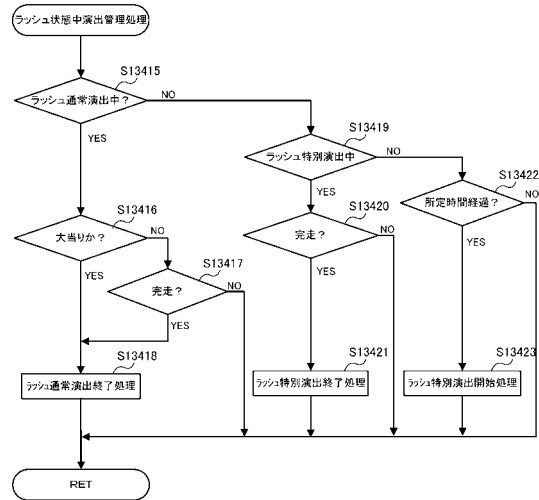 ラッシュ状態中演出管理処理
S13415
ラッシュ通常演出中？
NO
YES
S13419
ラッシュ特別演出中
NO
YES
S13422
所定時間経過？
NO
YES
S13416
大当りか？
NO
YES
S13420
完走？
NO
YES
S13417
完走？
NO
YES
S13418
ラッシュ通常演出終了処理
S13421
ラッシュ特別演出終了処理
S13423
ラッシュ特別演出開始処理
RET